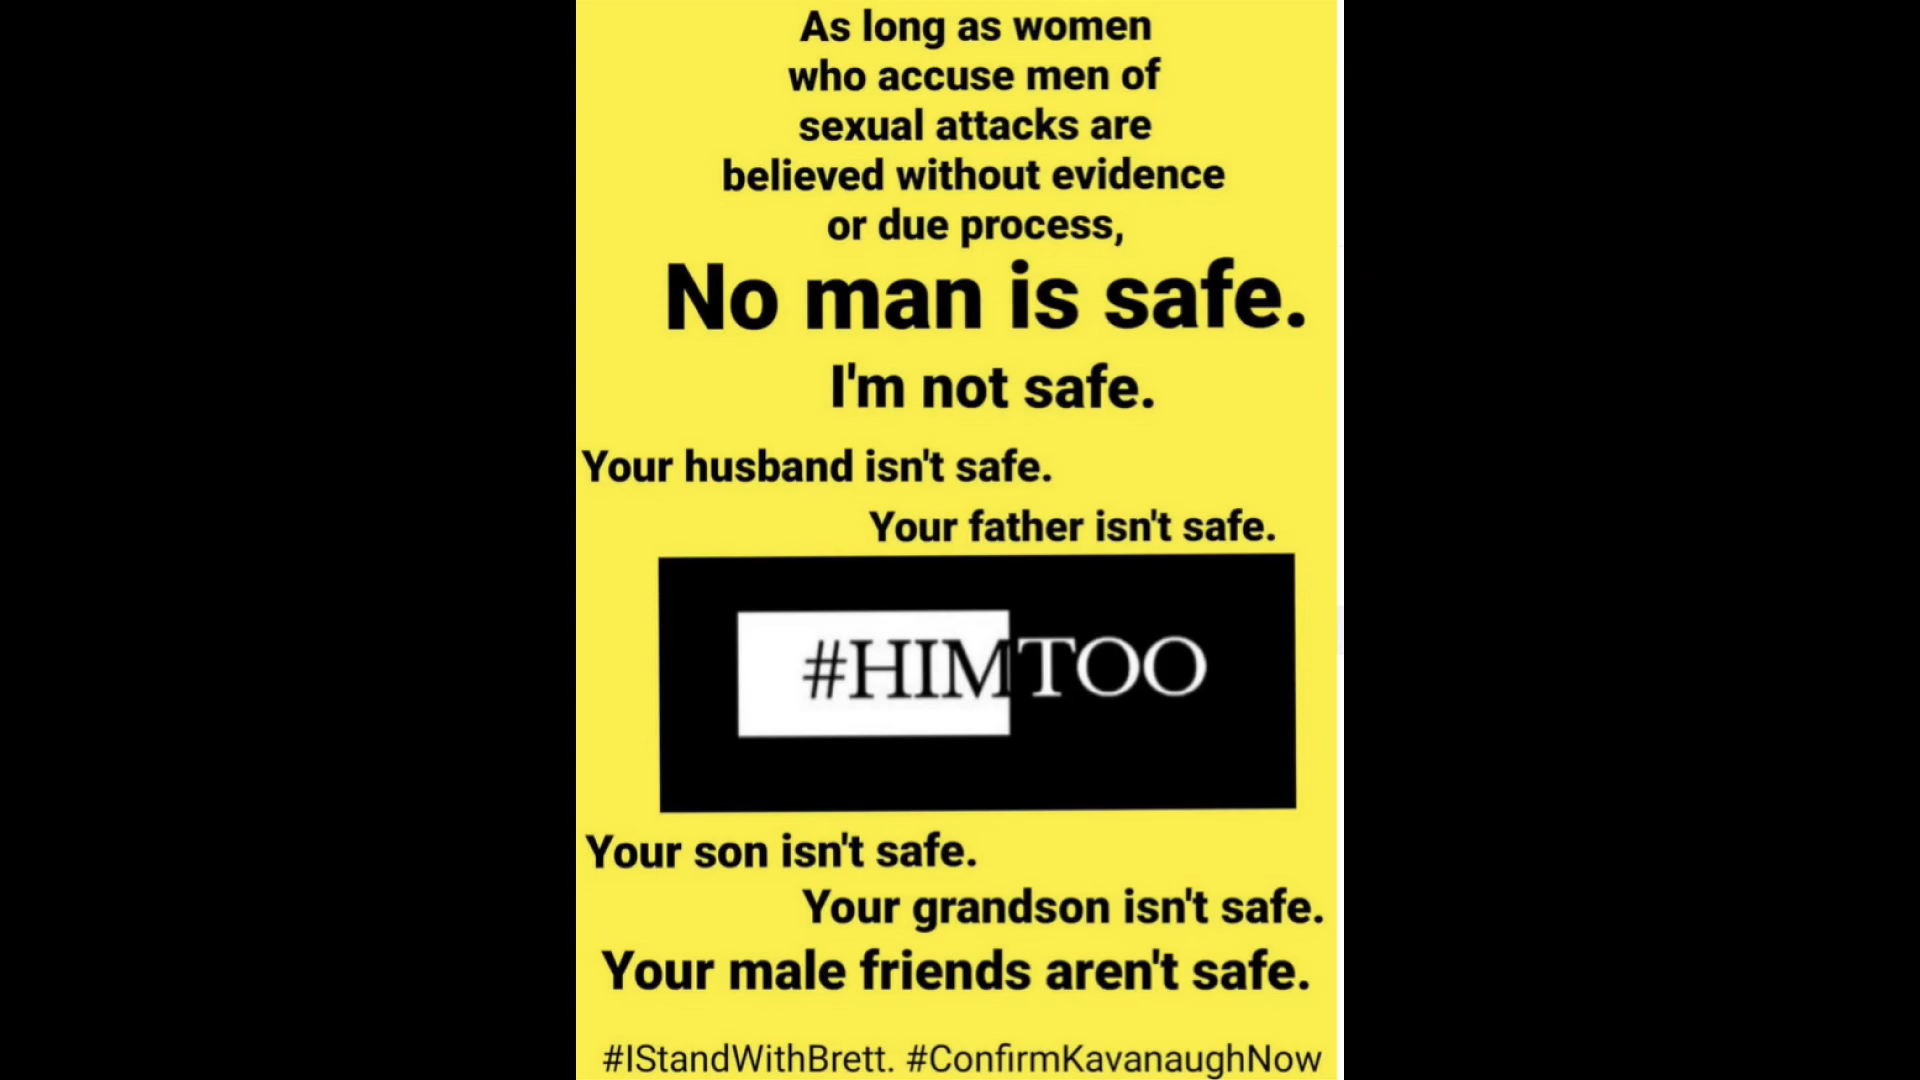 As long as women
who accuse men of
sexual attacks are
believed without evidence
or due process,
No man is safe.
I'm not safe.
Your husband isn't safe.
Your father isn't safe.
#HIMTOO
Your son isn't safe.
Your grandson isn't safe.
Your male friends aren't safe.
#IStandWithBrett. #ConfirmKavanaughNow